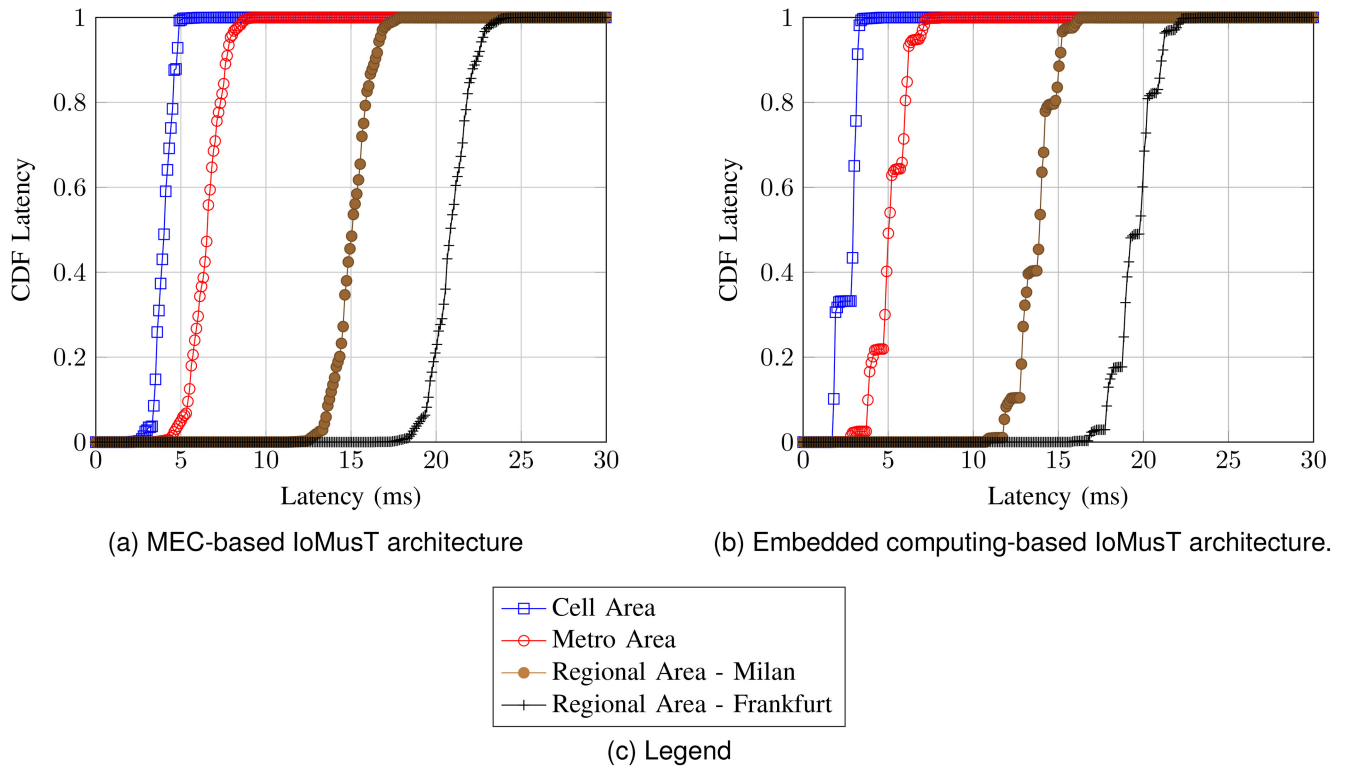 1
0.8
0.6
0.4
0.2
0
CDF Latency
0 5 10 15 20 25 30
Latency (ms)
(a) MEC-based IoMusT architecture
1
0.8
0.6
0.4
0.2
0
CDF Latency
0 5 10 15 20 25 30
Latency (ms)
(b) Embedded computing-based IoMusT architecture.
Cell Area
Metro Area
Regional Area - Milan
Regional Area - Frankfurt
(c) Legend